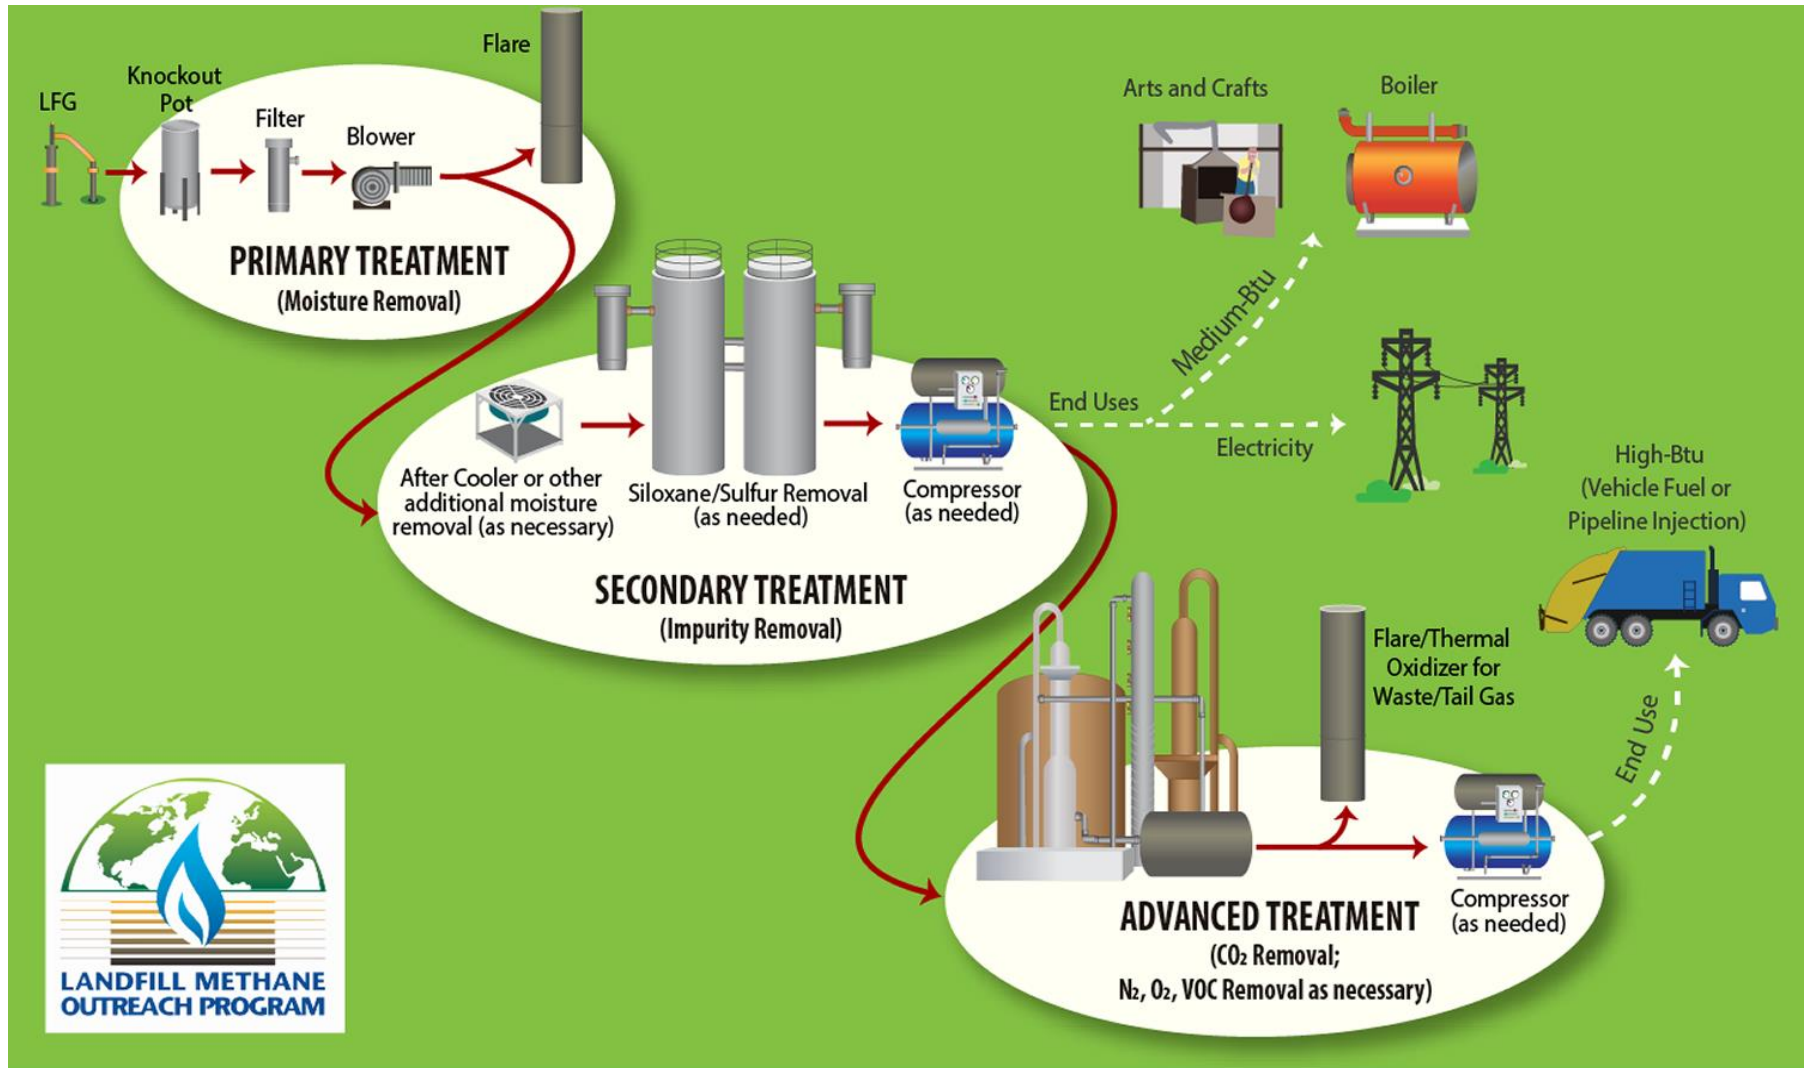 LFG
Knockout
Pot
Filter
Blower
Flare
PRIMARY TREATMENT
(Moisture Removal)
After Cooler or other
additional moisture
removal (as necessary)
Siloxane/Sulfur Removal
(as needed)
Compressor
(as needed)
SECONDARY TREATMENT
(Impurity Removal)
End Uses
Medium-Btu
Arts and Crafts
Boiler
Electricity
High-Btu
(Vehicle Fuel or
Pipeline Injection)
Flare/Thermal
Oxidizer for
Waste/Tail Gas
End Use
Compressor
(as needed)
ADVANCED TREATMENT
(CO₂ Removal;
N₂, O₂, VOC Removal as necessary)
LANDFILL METHANE
OUTREACH PROGRAM